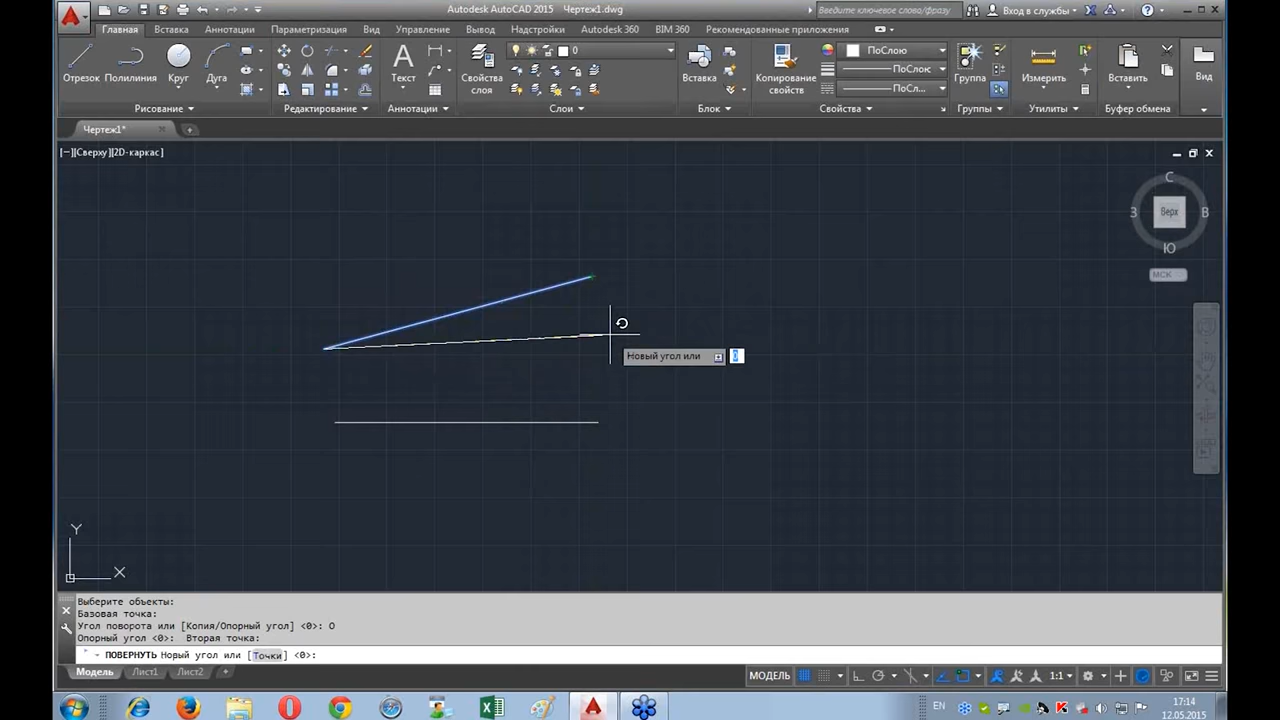 Autodesk AutoCAD 2015 Чертеж1.dwg
Введите ключевое слово/фразу
Вход в службы
Главная Вставка Аннотации Параметризация Вид Управление Вывод Надстройки Autodesk 360 BIM 360 Рекомендованные приложения
0
ПоСлою
ПоСлою
ПоСл...
Отрезок Полилиния Круг Дуга
Текст
Свойства слоя
Вставка
Копирование свойств
Группа
Измерить
Вставить
Вид
Рисование Редактирование Аннотации Слои Блок Свойства Группы Утилиты Буфер обмена
Чертеж1*
[−][Сверху][2D-каркас]
С
З Верх В
Ю
МСК
Новый угол или 0
Y
X
Выберите объекты:
Базовая точка:
Угол поворота или [Копия/Опорный угол] <0>: О
Опорный угол <0>: Вторая точка:
ПОВЕРНУТЬ Новый угол или [Точки] <0>:
Модель Лист1 Лист2 +
МОДЕЛЬ 1:1
EN 17:14
12.05.2015